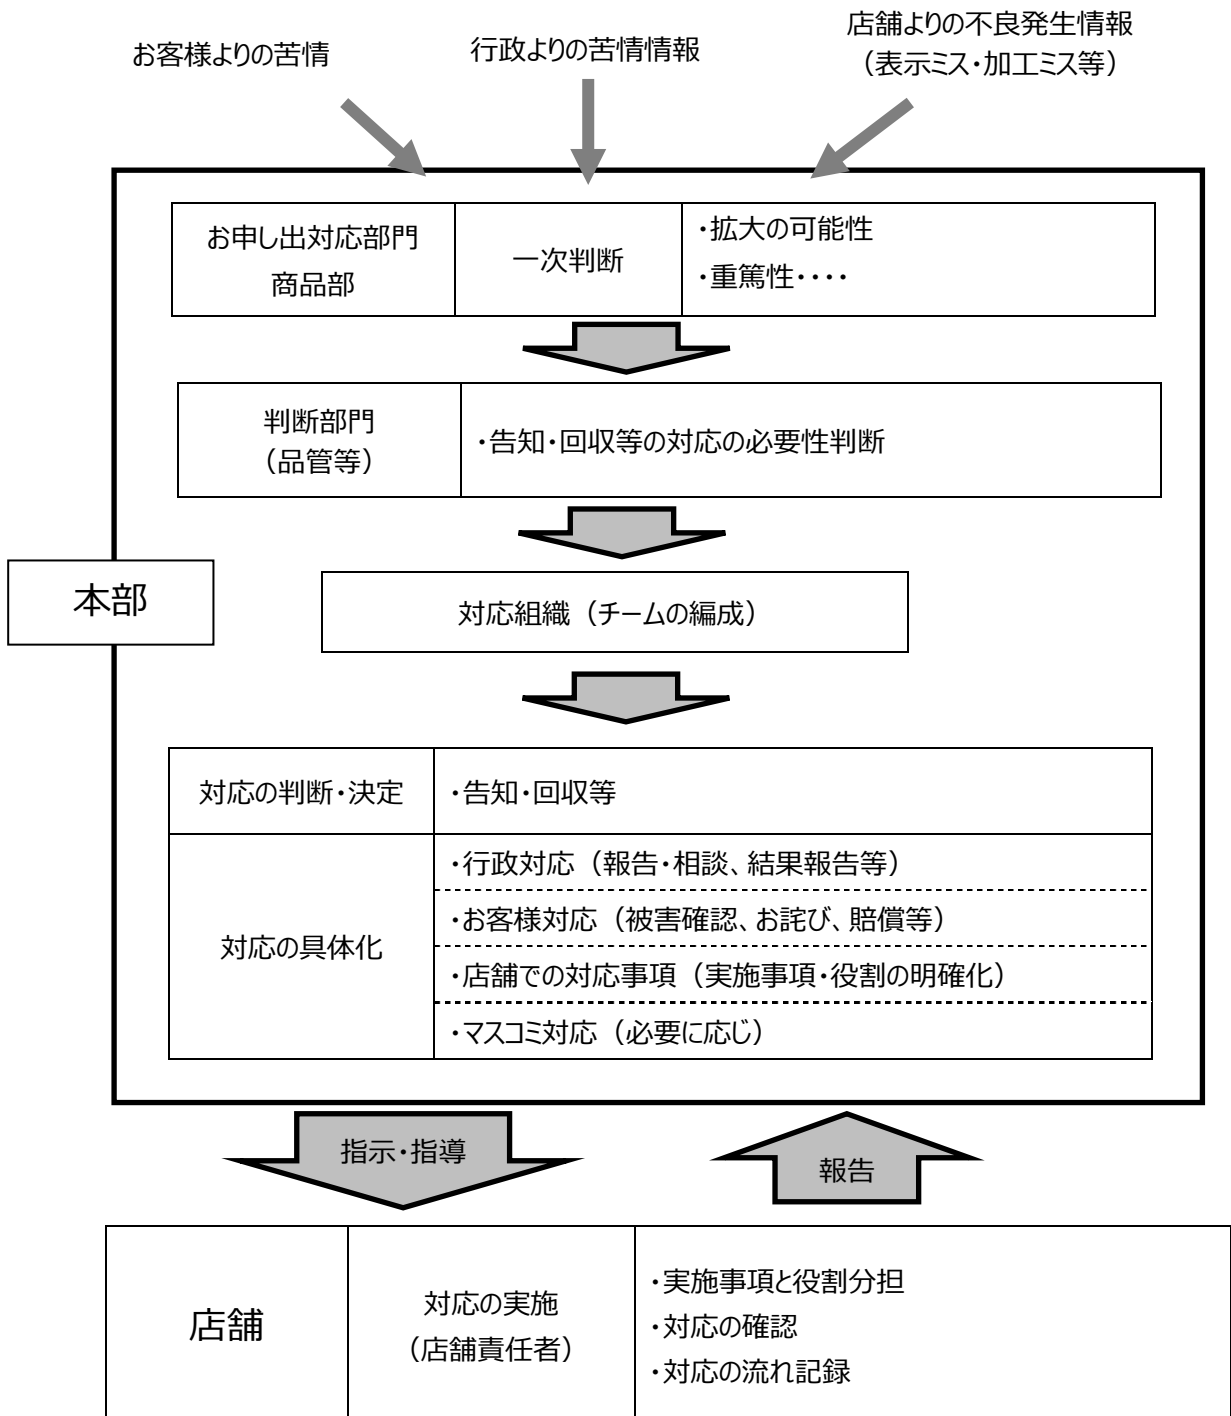 お客様よりの苦情
行政よりの苦情情報
店舗よりの不良発生情報
（表示ミス・加工ミス等）
お申し出対応部門
商品部
一次判断
・拡大の可能性
・重篤性・・・・
判断部門
（品管等）
・告知・回収等の対応の必要性判断
本部
対応組織（チームの編成）
対応の判断・決定
・告知・回収等
対応の具体化
・行政対応（報告・相談、結果報告等）
・お客様対応（被害確認、お詫び、賠償等）
・店舗での対応事項（実施事項・役割の明確化）
・マスコミ対応（必要に応じ）
指示・指導
報告
店舗
対応の実施
（店舗責任者）
・実施事項と役割分担
・対応の確認
・対応の流れ記録